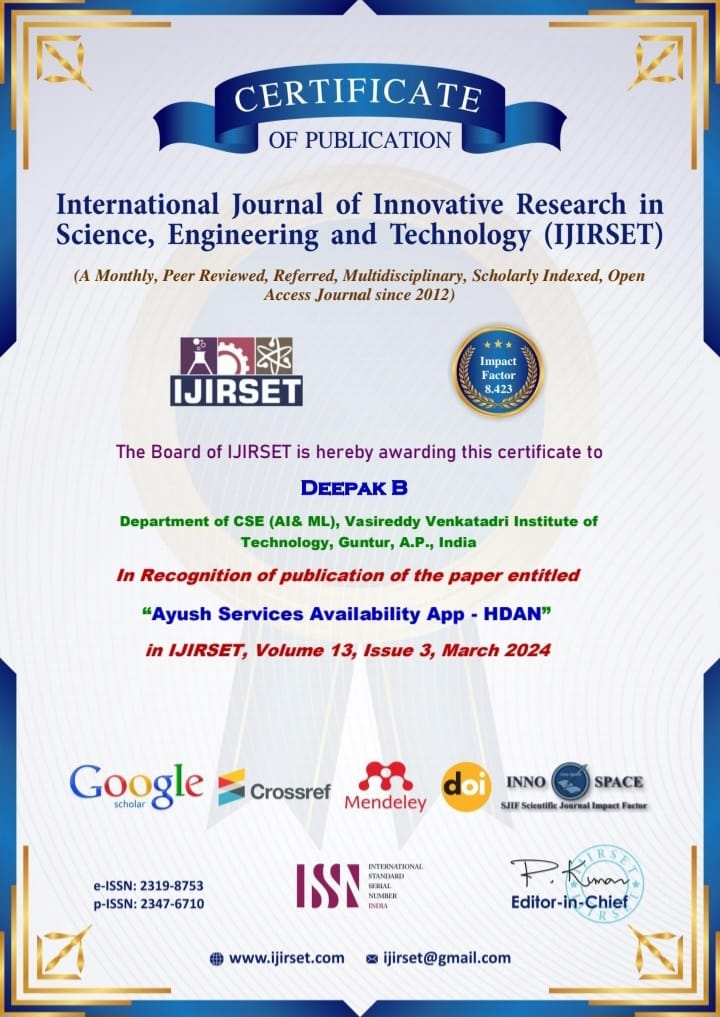 CERTIFICATE
OF PUBLICATION
International Journal of Innovative Research in
Science, Engineering and Technology (IJIRSET)
(A Monthly, Peer Reviewed, Referred, Multidisciplinary, Scholarly Indexed, Open
Access Journal since 2012)
IJIRSET
Impact
Factor
8.423
The Board of IJIRSET is hereby awarding this certificate to
DEEPAK B
Department of CSE (AI& ML), Vasireddy Venkatadri Institute of
Technology, Guntur, A.P., India
In Recognition of publication of the paper entitled
“Ayush Services Availability App - HDAN”
in IJIRSET, Volume 13, Issue 3, March 2024
Google
scholar
Crossref
Mendeley
doi
INNO SPACE
SJIF Scientific Journal Impact Factor
e-ISSN: 2319-8753
p-ISSN: 2347-6710
ISSN
INTERNATIONAL
STANDARD
SERIAL
NUMBER
INDIA
P. Kumar
IJIRSET
IJIRSET
Editor-in-Chief
www.ijirset.com
ijirset@gmail.com